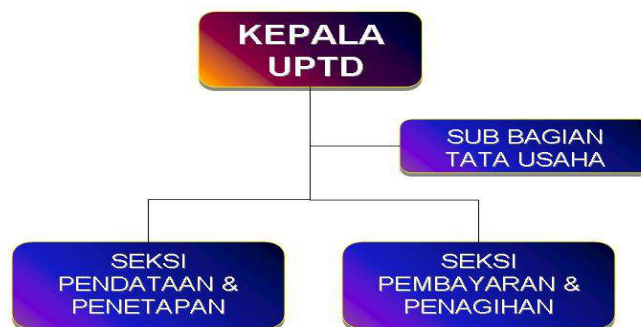 KEPALA
UPTD
SUB BAGIAN
TATA USAHA
SEKSI
PENDATAAN &
PENETAPAN
SEKSI
PEMBAYARAN &
PENAGIHAN